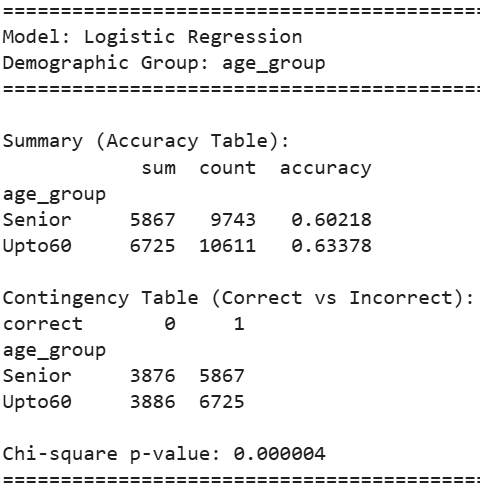 ==========================================
Model: Logistic Regression
Demographic Group: age_group
==========================================
Summary (Accuracy Table):
sum count accuracy
age_group
Senior 5867 9743 0.60218
Upto60 6725 10611 0.63378
Contingency Table (Correct vs Incorrect):
correct 0 1
age_group
Senior 3876 5867
Upto60 3886 6725
Chi-square p-value: 0.000004
==========================================